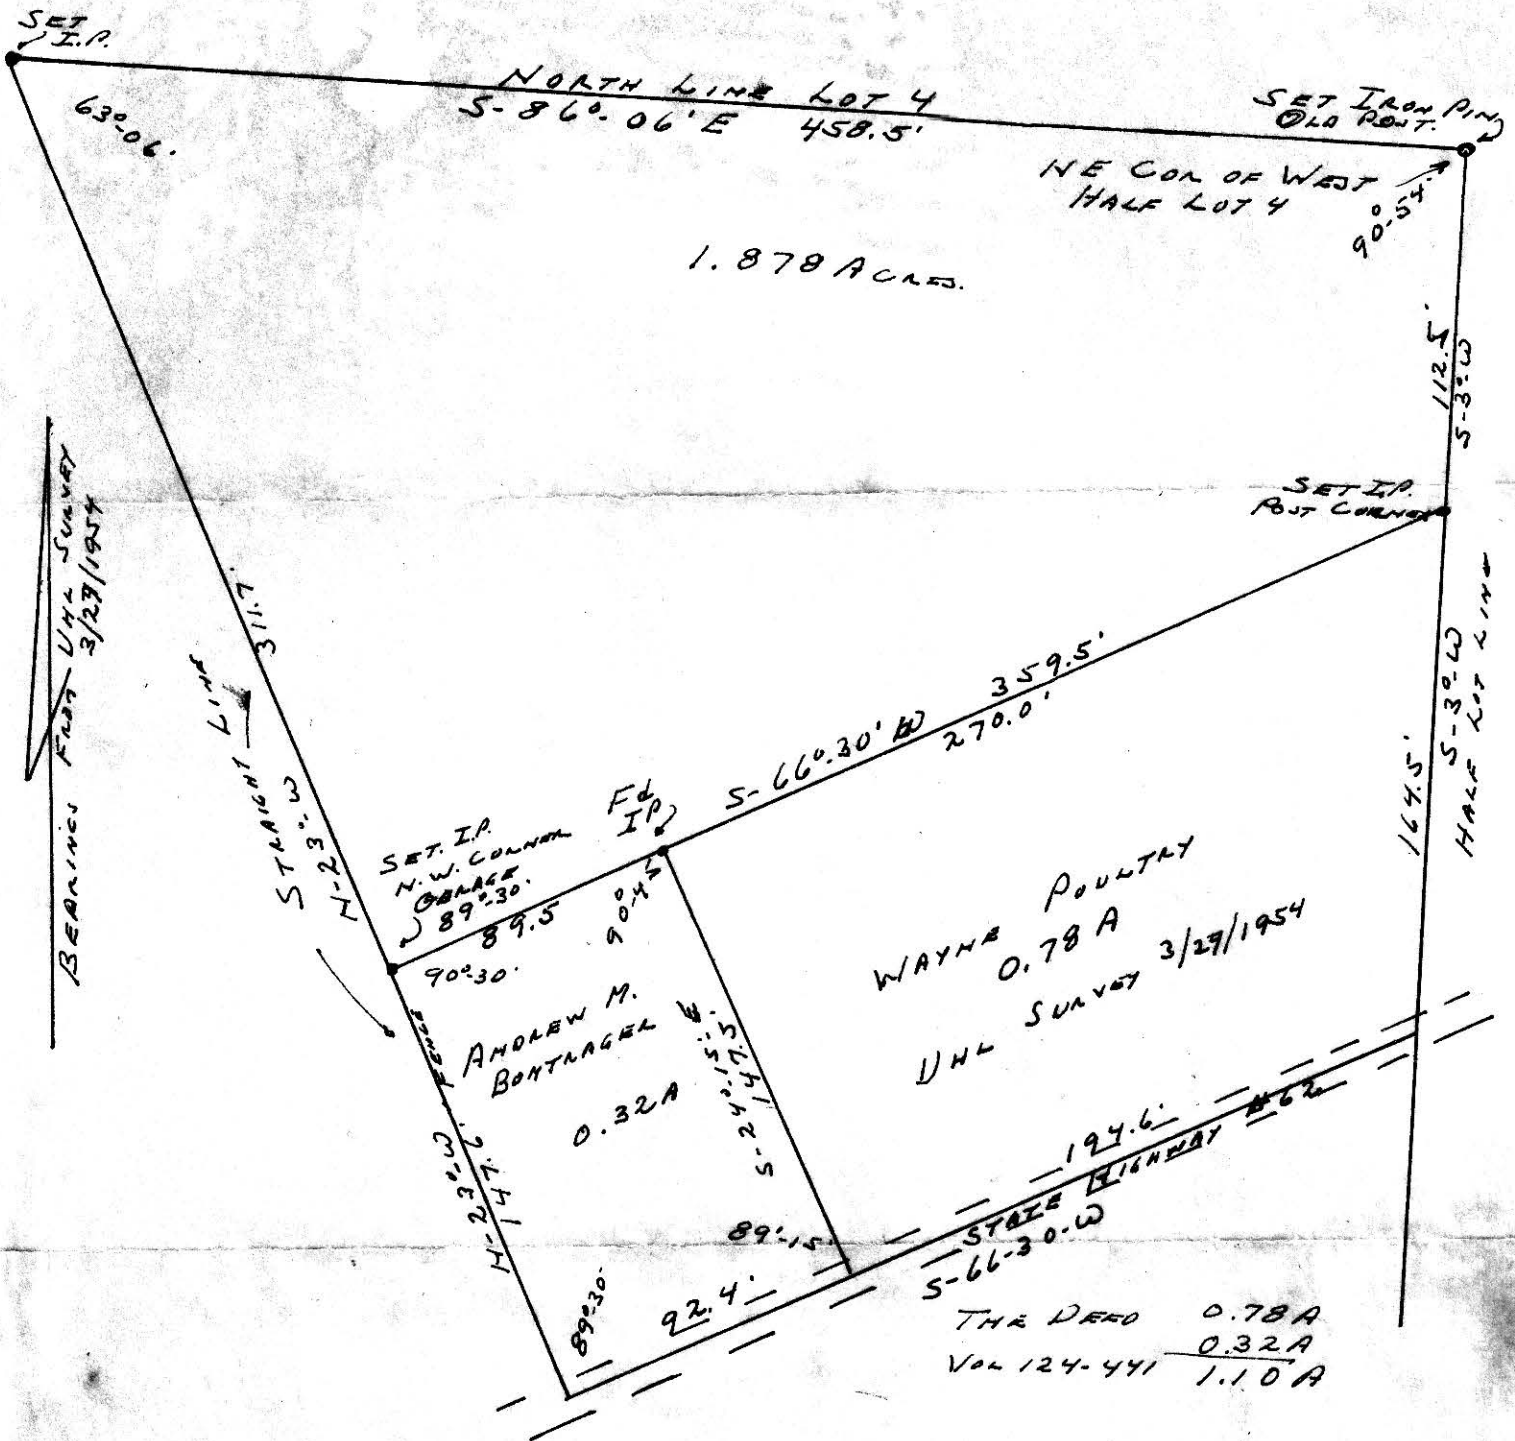 SET
I.P.
NORTH LINE LOT 4
S-86°-06'E 458.5'
SET IRON PIN
OLD POST.
63°-06'
NE COR OF WEST
HALF LOT 4
90°-54'
1.878 ACRES.
112.5'
S-3°-W
SET I.P.
POST CORNER
BEARINGS FROM UHL SURVEY
3/29/1954
311.7'
STRAIGHT LINE
N-23°-W
359.5'
S-66°-30'W 270.0'
S-3°-W
164.5'
HALF LOT LINE
Fd
IP
SET. I.P.
N.W. CORNER
GARAGE
89°-30'
89.5
90°-45'
90°-30'
WAYNE POULTRY
0.78 A
UHL SURVEY 3/29/1954
ANDREW M.
BONTRAGER
0.32A
FENCE
147.2'
N-23°-W
147.5'
S-24°-15'-E
194.6'
STATE HIGHWAY #62
S-66-30-W
89°-15'
89°30'
92.4'
THE DEED 0.78A
0.32A
VOL 124-441 1.10A